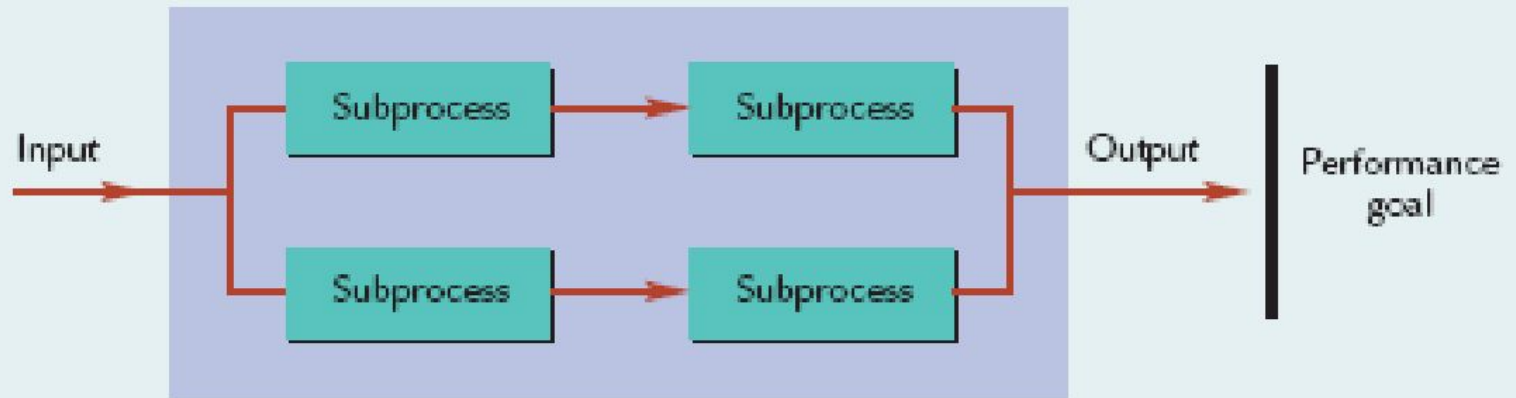 Subprocess
Subprocess
Input
Output
Performance
goal
Subprocess
Subprocess